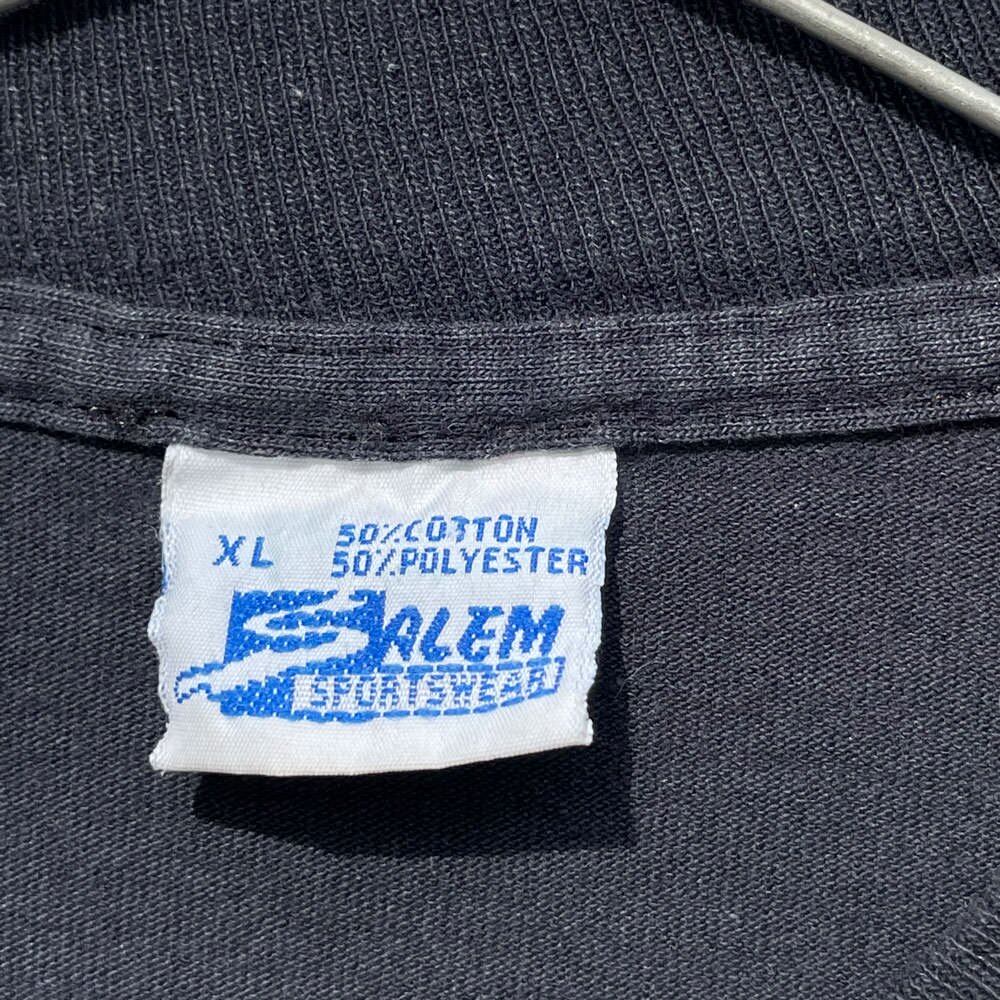 XL
50%COTTON
50%POLYESTER
SALEM
SPORTSWEAR